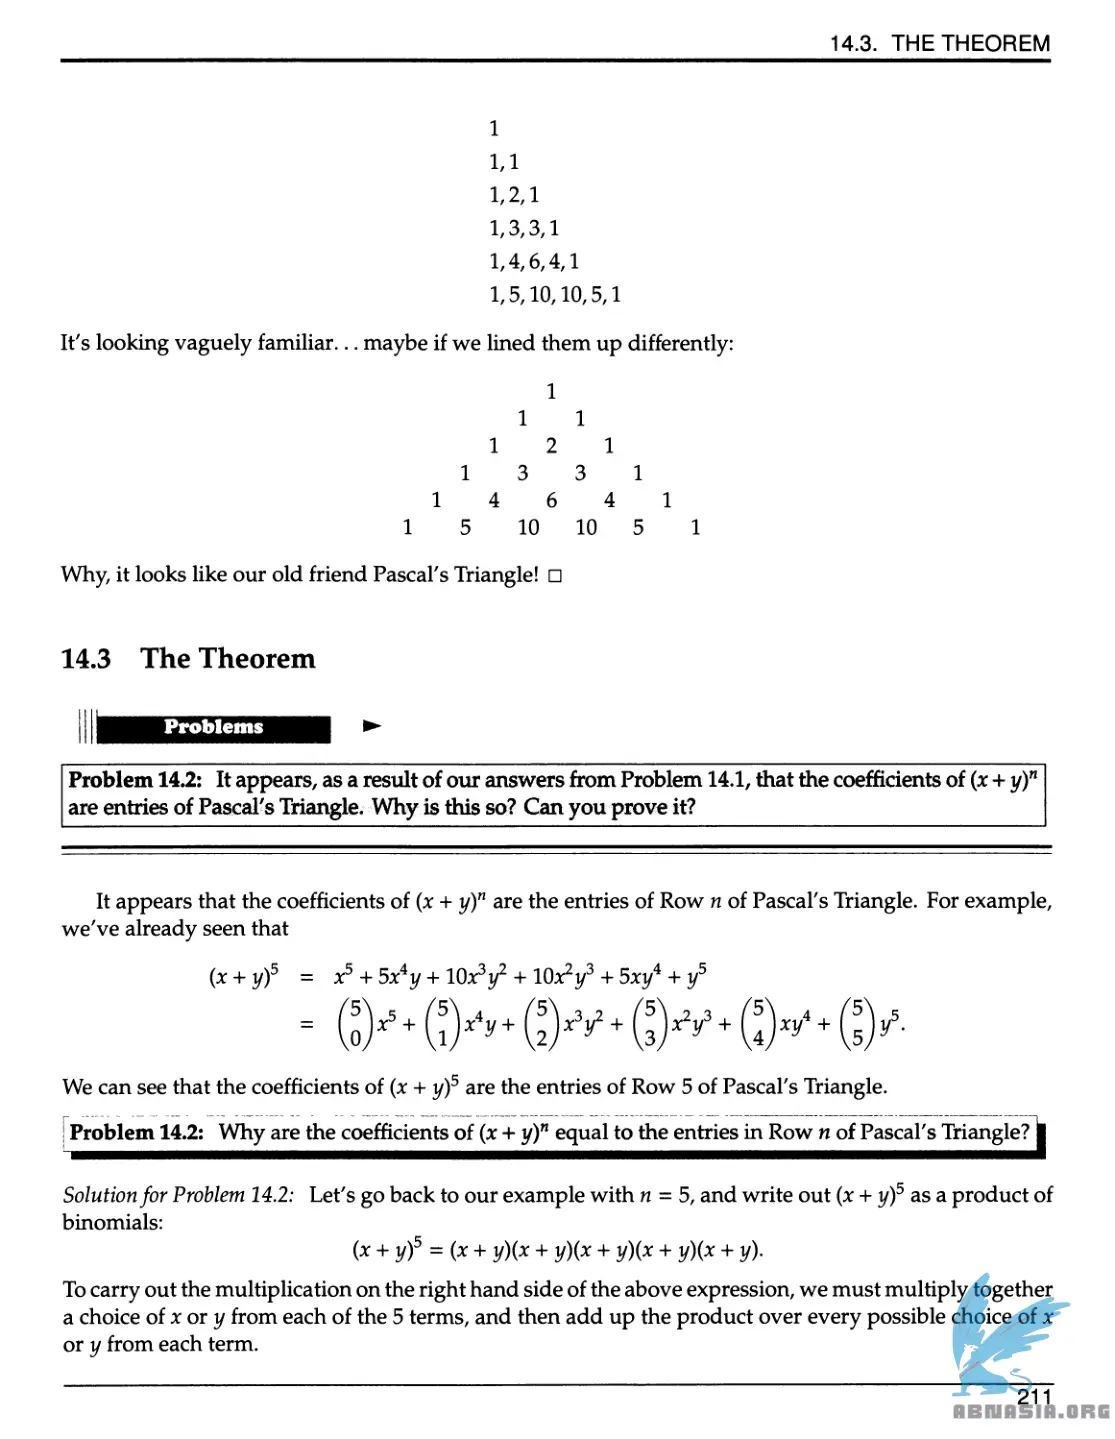 14.3. THE THEOREM
1
1, 1
1, 2, 1
1, 3, 3, 1
1, 4, 6, 4, 1
1, 5, 10, 10, 5, 1
It's looking vaguely familiar... maybe if we lined them up differently:
1
1 1
1 2 1
1 3 3 1
1 4 6 4 1
1 5 10 10 5 1
Why, it looks like our old friend Pascal's Triangle! □
14.3 The Theorem
Problems ►
Problem 14.2: It appears, as a result of our answers from Problem 14.1, that the coefficients of (x + y)^n
are entries of Pascal's Triangle. Why is this so? Can you prove it?
It appears that the coefficients of (x + y)^n are the entries of Row n of Pascal's Triangle. For example,
we've already seen that
(x + y)^5 = x^5 + 5x^4y + 10x^3y^2 + 10x^2y^3 + 5xy^4 + y^5
= \binom{5}{0}x^5 + \binom{5}{1}x^4y + \binom{5}{2}x^3y^2 + \binom{5}{3}x^2y^3 + \binom{5}{4}xy^4 + \binom{5}{5}y^5.
We can see that the coefficients of (x + y)^5 are the entries of Row 5 of Pascal's Triangle.
Problem 14.2: Why are the coefficients of (x + y)^n equal to the entries in Row n of Pascal's Triangle?
Solution for Problem 14.2: Let's go back to our example with n = 5, and write out (x + y)^5 as a product of
binomials:
(x + y)^5 = (x + y)(x + y)(x + y)(x + y)(x + y).
To carry out the multiplication on the right hand side of the above expression, we must multiply together
a choice of x or y from each of the 5 terms, and then add up the product over every possible choice of x
or y from each term.
211
ABNASIA.ORG